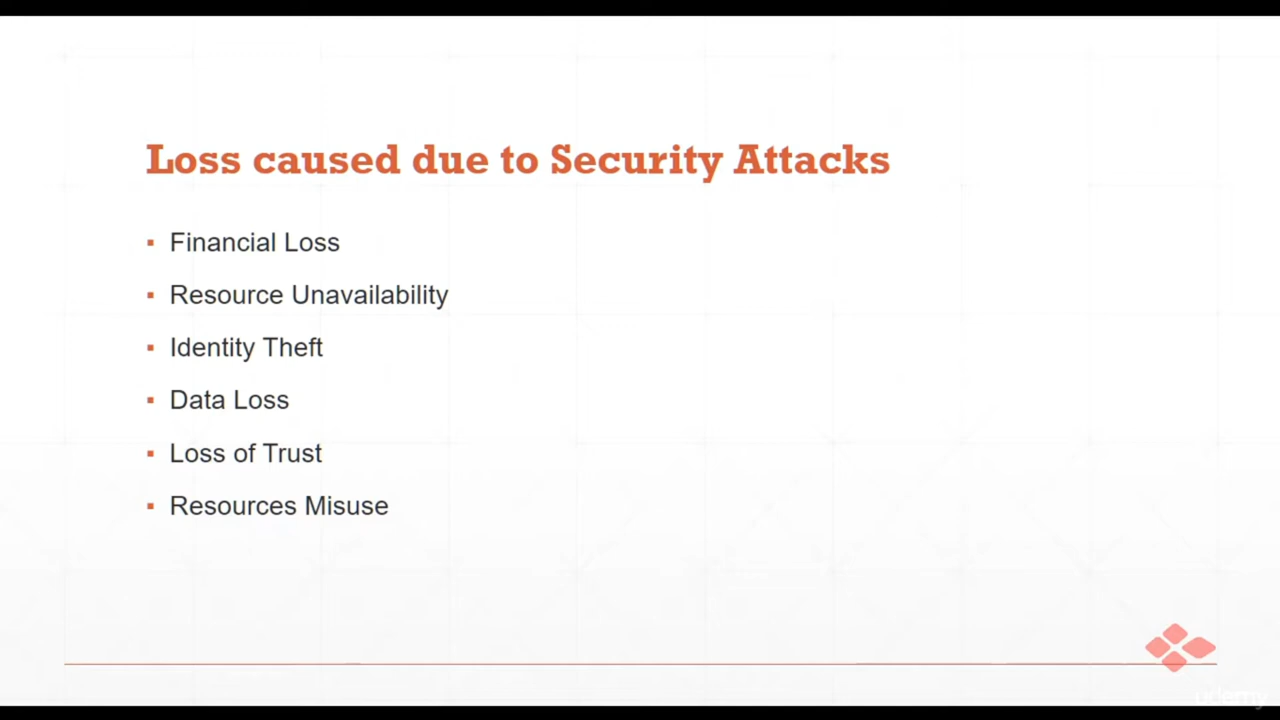 Loss caused due to Security Attacks
▪ Financial Loss
▪ Resource Unavailability
▪ Identity Theft
▪ Data Loss
▪ Loss of Trust
▪ Resources Misuse
udemy